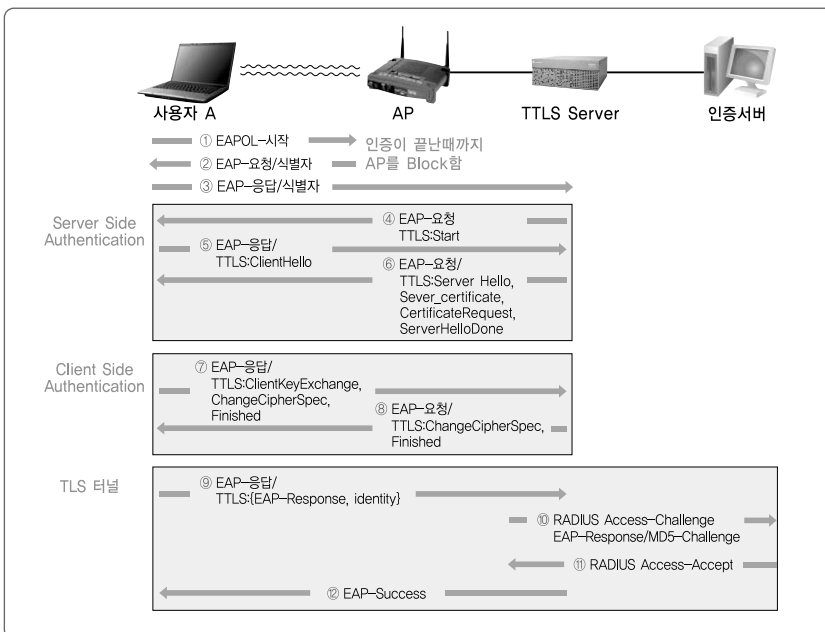 사용자 A
AP
TTLS Server
인증서버
① EAPOL-시작
인증이 끝난때까지
② EAP-요청/식별자
AP를 Block함
③ EAP-응답/식별자
Server Side
Authentication
④ EAP-요청
TTLS:Start
⑤ EAP-응답/
TTLS:ClientHello
⑥ EAP-요청/
TTLS:Server Hello,
Sever_certificate,
CertificateRequest,
ServerHelloDone
Client Side
Authentication
⑦ EAP-응답/
TTLS:ClientKeyExchange,
ChangeCipherSpec,
Finished
⑧ EAP-요청/
TTLS:ChangeCipherSpec,
Finished
TLS 터널
⑨ EAP-응답/
TTLS:{EAP-Response, identity}
⑩ RADIUS Access-Challenge
EAP-Response/MD5-Challenge
⑪ RADIUS Access-Accept
⑫ EAP-Success